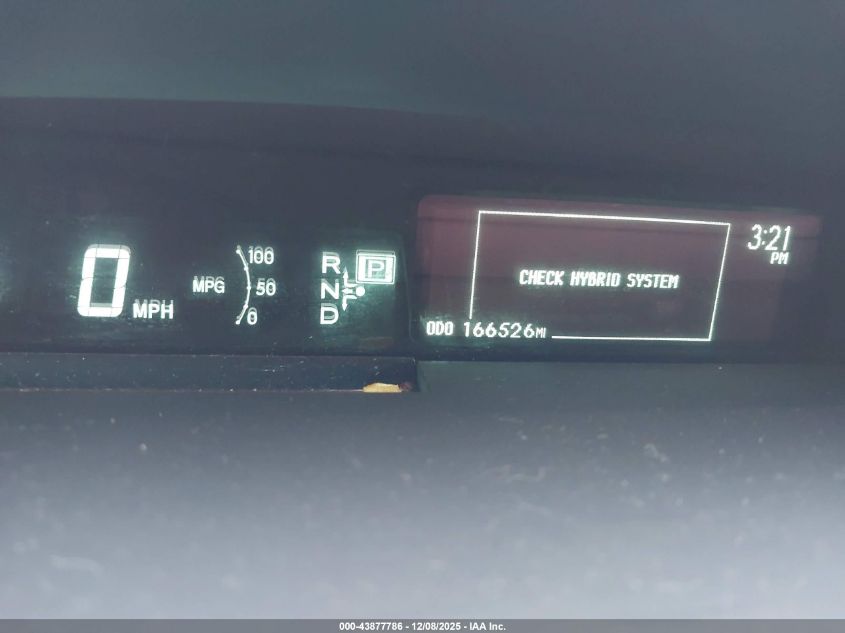 0 MPH
MPG
100
50
0
R
N
D
P
CHECK HYBRID SYSTEM
3:21
PM
ODO 166526MI
000-43877786 - 12/08/2025 - IAA Inc.